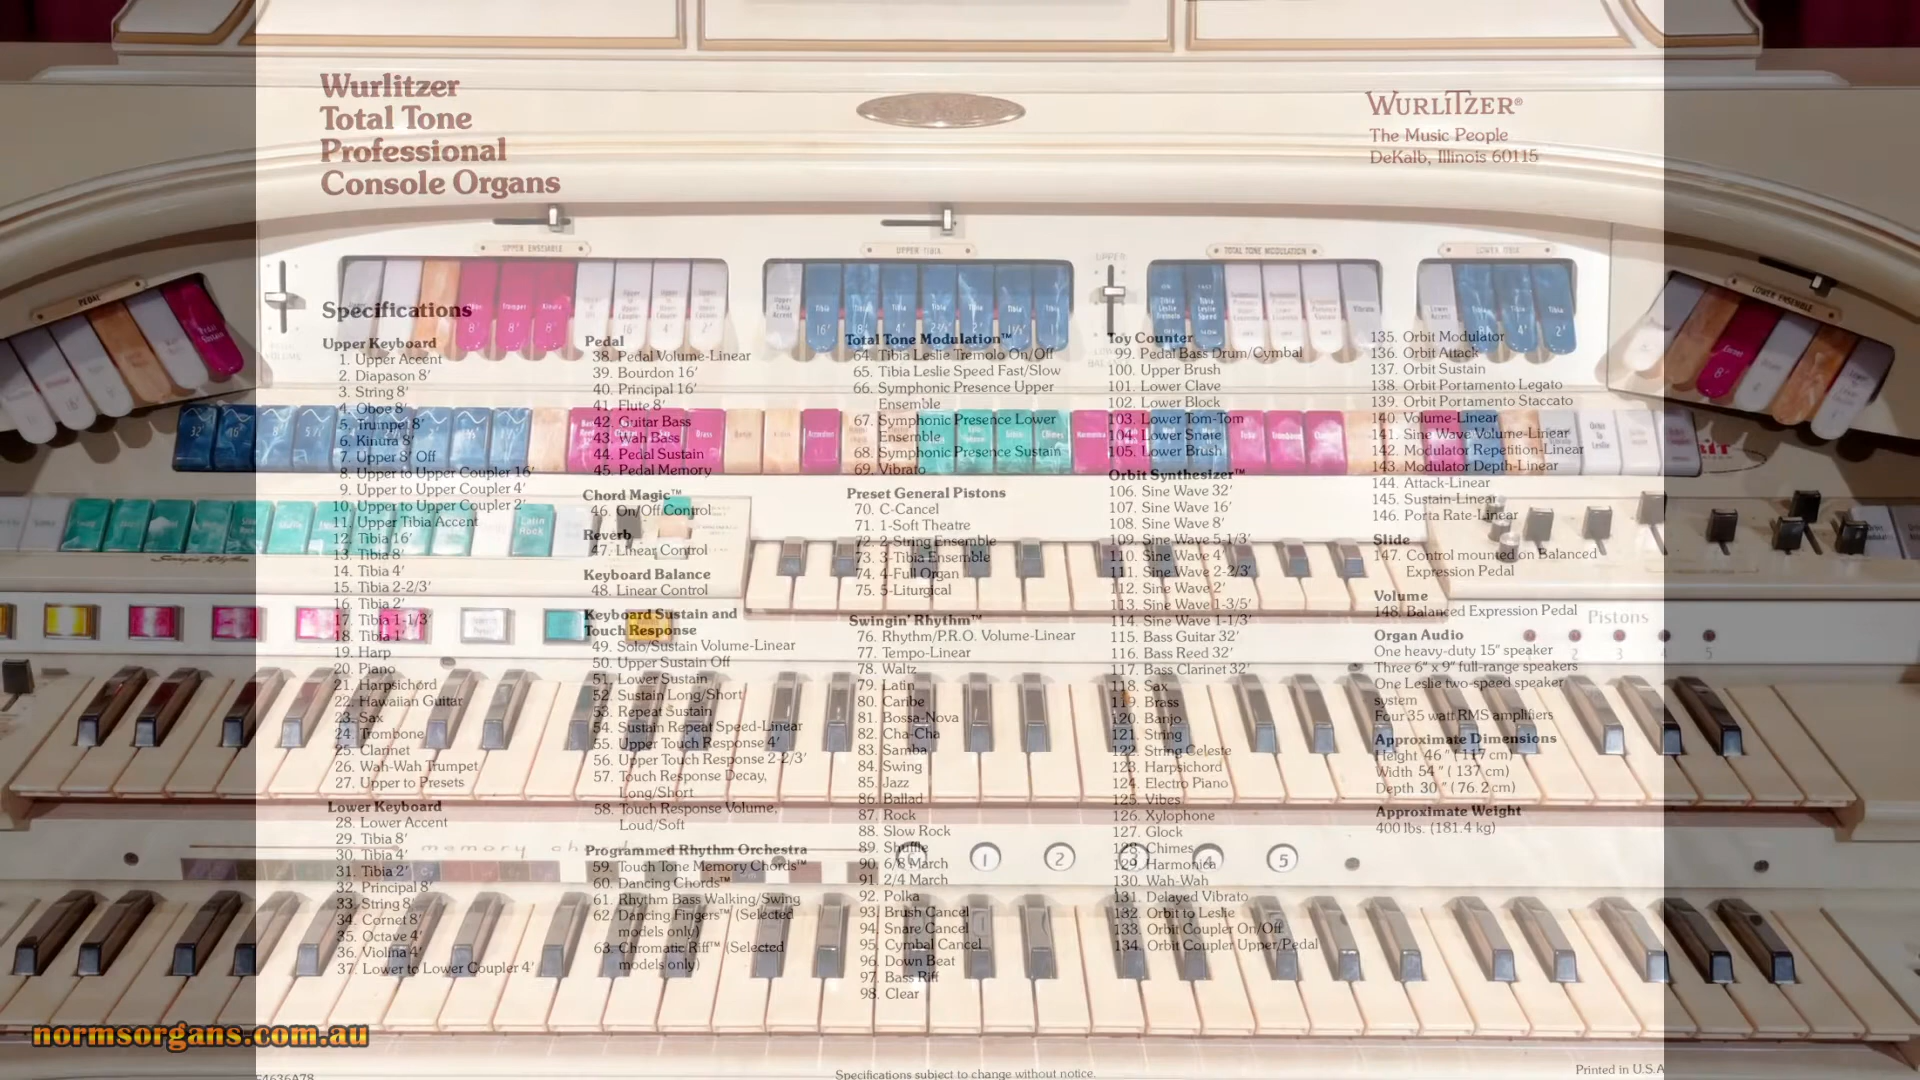 Wurlitzer
Total Tone
Professional
Console Organs
WURLITZER®
The Music People
DeKalb, Illinois 60115
UPPER ENSEMBLE
UPPER TIBIA
TOTAL TONE MODULATION
LOWER TIBIA
PEDAL
LOWER ENSEMBLE
Specifications
Upper Keyboard
1. Upper Accent
2. Diapason 8'
3. String 8'
4. Oboe 8'
5. Trumpet 8'
6. Kinura 8'
7. Upper 8' Off
8. Upper to Upper Coupler 16'
9. Upper to Upper Coupler 4'
10. Upper to Upper Coupler 2'
11. Upper Tibia Accent
12. Tibia 16'
13. Tibia 8'
14. Tibia 4'
15. Tibia 2-2/3'
16. Tibia 2'
17. Tibia 1-1/3'
18. Tibia 1'
19. Harp
20. Piano
21. Harpsichord
22. Hawaiian Guitar
23. Sax
24. Trombone
25. Clarinet
26. Wah-Wah Trumpet
27. Upper to Presets
Lower Keyboard
28. Lower Accent
29. Tibia 8'
30. Tibia 4'
31. Tibia 2'
32. Principal 8'
33. String 8'
34. Cornet 8'
35. Octave 4'
36. Violina 4'
37. Lower to Lower Coupler 4'
Pedal
38. Pedal Volume-Linear
39. Bourdon 16'
40. Principal 16'
41. Flute 8'
42. Guitar Bass
43. Wah Bass
44. Pedal Sustain
45. Pedal Memory
Chord Magic™
46. On/Off Control
Reverb
47. Linear Control
Keyboard Balance
48. Linear Control
Keyboard Sustain and
Touch Response
49. Solo/Sustain Volume-Linear
50. Upper Sustain Off
51. Lower Sustain
52. Sustain Long/Short
53. Repeat Sustain
54. Sustain Repeat Speed-Linear
55. Upper Touch Response 4'
56. Upper Touch Response 2-2/3'
57. Touch Response Decay,
Long/Short
58. Touch Response Volume,
Loud/Soft
Programmed Rhythm Orchestra
59. Touch Tone Memory Chords™
60. Dancing Chords™
61. Rhythm Bass Walking/Swing
62. Dancing Fingers™ (Selected
models only)
63. Chromatic Riff™ (Selected
models only)
Total Tone Modulation™
64. Tibia Leslie Tremolo On/Off
65. Tibia Leslie Speed Fast/Slow
66. Symphonic Presence Upper
Ensemble
67. Symphonic Presence Lower
Ensemble
68. Symphonic Presence Sustain
69. Vibrato
Preset General Pistons
70. C-Cancel
71. 1-Soft Theatre
72. 2-String Ensemble
73. 3-Tibia Ensemble
74. 4-Full Organ
75. 5-Liturgical
Swingin' Rhythm™
76. Rhythm/P.R.O. Volume-Linear
77. Tempo-Linear
78. Waltz
79. Latin
80. Caribe
81. Bossa-Nova
82. Cha-Cha
83. Samba
84. Swing
85. Jazz
86. Ballad
87. Rock
88. Slow Rock
89. Shuffle
90. 6/8 March
91. 2/4 March
92. Polka
93. Brush Cancel
94. Snare Cancel
95. Cymbal Cancel
96. Down Beat
97. Bass Riff
98. Clear
Toy Counter
99. Pedal Bass Drum/Cymbal
100. Upper Brush
101. Lower Clave
102. Lower Block
103. Lower Tom-Tom
104. Lower Snare
105. Lower Brush
Orbit Synthesizer™
106. Sine Wave 32'
107. Sine Wave 16'
108. Sine Wave 8'
109. Sine Wave 5-1/3'
110. Sine Wave 4'
111. Sine Wave 2-2/3'
112. Sine Wave 2'
113. Sine Wave 1-3/5'
114. Sine Wave 1-1/3'
115. Bass Guitar 32'
116. Bass Reed 32'
117. Bass Clarinet 32'
118. Sax
119. Brass
120. Banjo
121. String
122. String Celeste
123. Harpsichord
124. Electro Piano
125. Vibes
126. Xylophone
127. Glock
128. Chimes
129. Harmonica
130. Wah-Wah
131. Delayed Vibrato
132. Orbit to Leslie
133. Orbit Coupler On/Off
134. Orbit Coupler Upper/Pedal
135. Orbit Modulator
136. Orbit Attack
137. Orbit Sustain
138. Orbit Portamento Legato
139. Orbit Portamento Staccato
140. Volume-Linear
141. Sine Wave Volume-Linear
142. Modulator Repetition-Linear
143. Modulator Depth-Linear
144. Attack-Linear
145. Sustain-Linear
146. Porta Rate-Linear
Slide
147. Control mounted on Balanced
Expression Pedal
Volume
148. Balanced Expression Pedal
Organ Audio
One heavy-duty 15" speaker
Three 6" x 9" full-range speakers
One Leslie two-speed speaker
system
Four 35 watt RMS amplifiers
Approximate Dimensions
Height 46" (117 cm)
Width 54" (137 cm)
Depth 30" (76.2 cm)
Approximate Weight
400 lbs. (181.4 kg)
Pistons
1 2 3 4 5
memory
1 2 3 4 5
normsorgans.com.au
Specifications subject to change without notice.
Printed in U.S.A